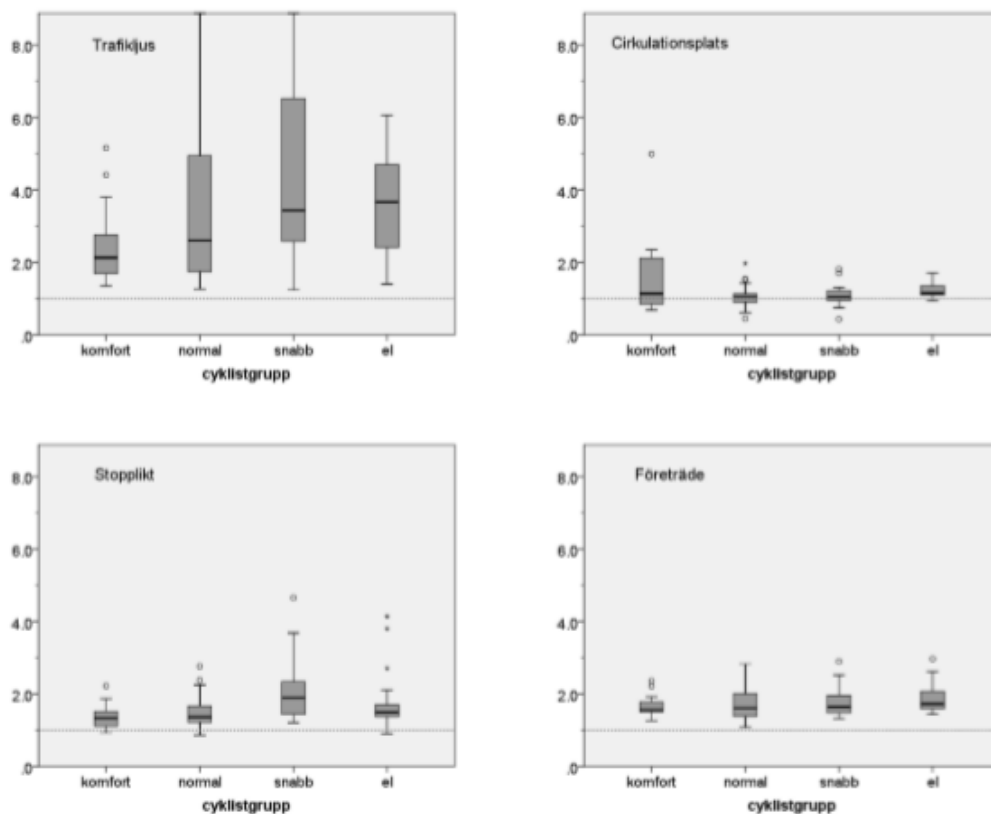 Trafikljus
8.0
6.0
4.0
2.0
.0
komfort normal snabb el
cyklistgrupp
Cirkulationsplats
8.0
6.0
4.0
2.0
.0
komfort normal snabb el
cyklistgrupp
Stopplikt
8.0
6.0
4.0
2.0
.0
komfort normal snabb el
cyklistgrupp
Företräde
8.0
6.0
4.0
2.0
.0
komfort normal snabb el
cyklistgrupp